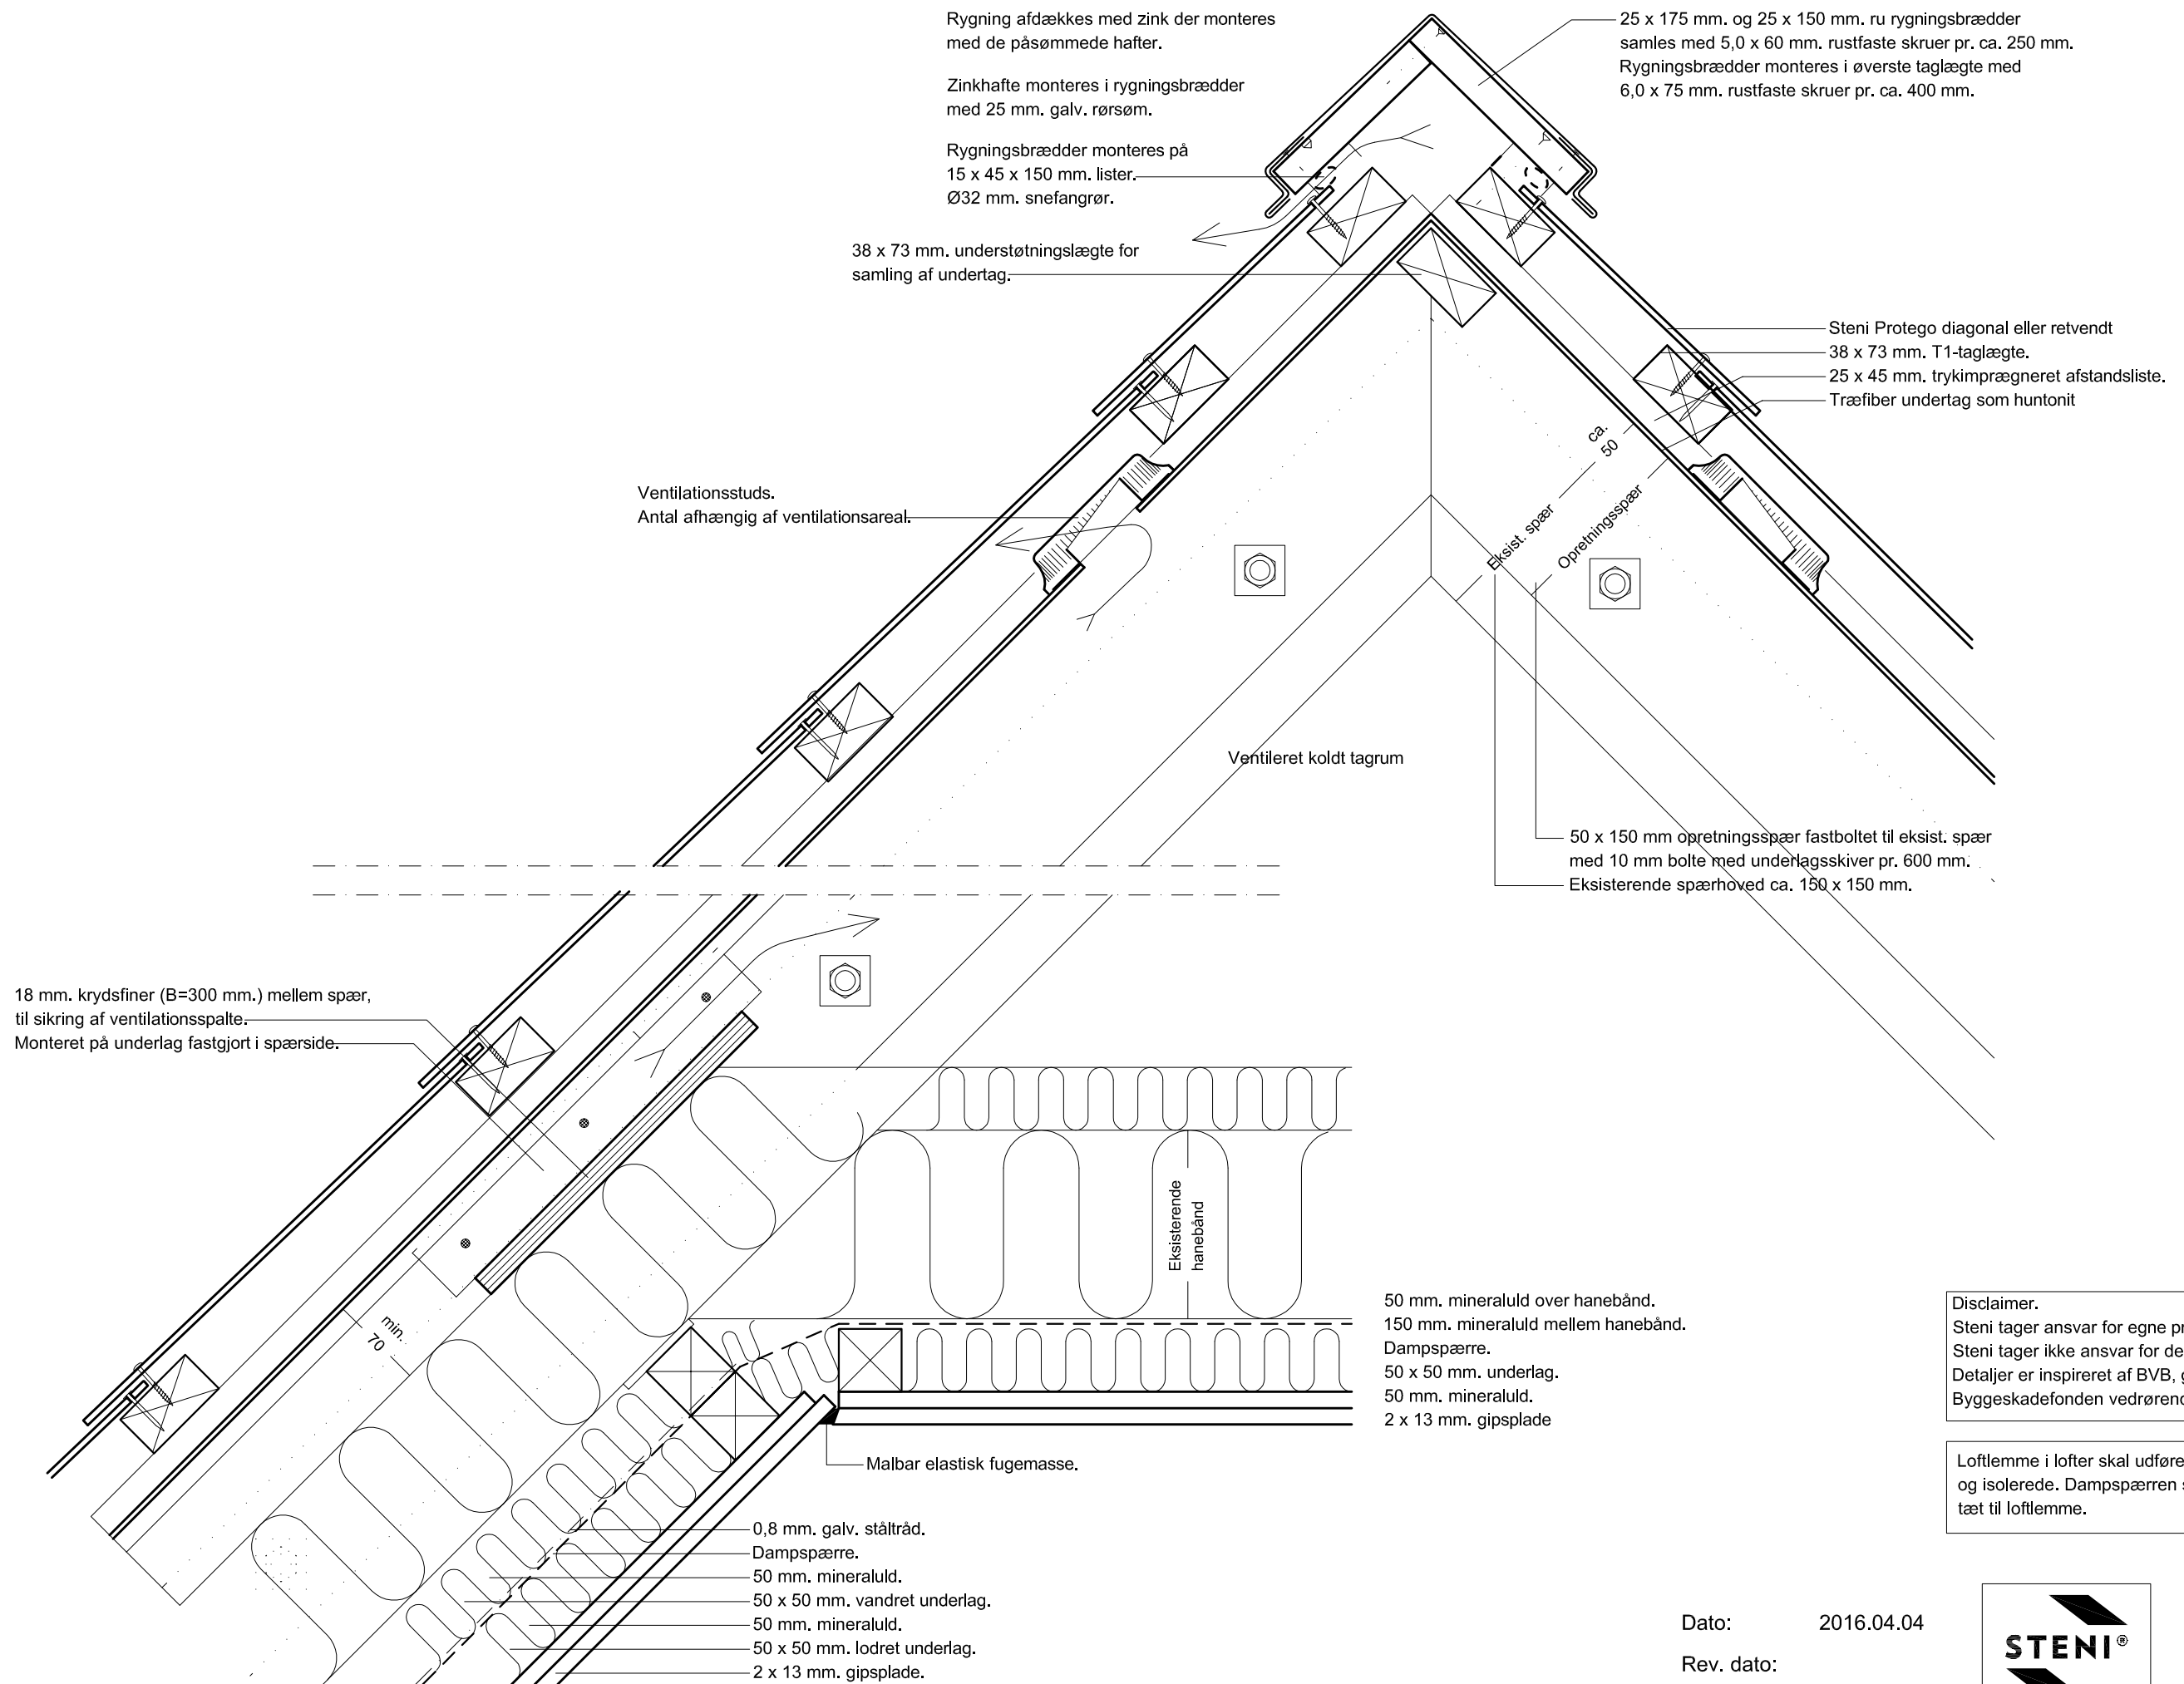 Rygning afdækkes med zink der monteres
med de påsømmede hafter.
Zinkhafte monteres i rygningsbrædder
med 25 mm. galv. rørsøm.
Rygningsbrædder monteres på
15 x 45 x 150 mm. lister.
Ø32 mm. snefangrør.
25 x 175 mm. og 25 x 150 mm. ru rygningsbrædder
samles med 5,0 x 60 mm. rustfaste skruer pr. ca. 250 mm.
Rygningsbrædder monteres i øverste taglægte med
6,0 x 75 mm. rustfaste skruer pr. ca. 400 mm.
38 x 73 mm. understøtningslægte for
samling af undertag.
Steni Protego diagonal eller retvendt
38 x 73 mm. T1-taglægte.
25 x 45 mm. trykimprægneret afstandsliste.
Træfiber undertag som huntonit
ca.
50
Eksist. spær
Opretningsspær
Ventilationsstuds.
Antal afhængig af ventilationsareal.
Ventileret koldt tagrum
50 x 150 mm opretningsspær fastboltet til eksist. spær
med 10 mm bolte med underlagsskiver pr. 600 mm.
Eksisterende spærhoved ca. 150 x 150 mm.
18 mm. krydsfiner (B=300 mm.) mellem spær,
til sikring af ventilationsspalte.
Monteret på underlag fastgjort i spærside.
min.
70
Eksisterende
hanebånd
50 mm. mineraluld over hanebånd.
150 mm. mineraluld mellem hanebånd.
Dampspærre.
50 x 50 mm. underlag.
50 mm. mineraluld.
2 x 13 mm. gipsplade
Malbar elastisk fugemasse.
0,8 mm. galv. ståltråd.
Dampspærre.
50 mm. mineraluld.
50 x 50 mm. vandret underlag.
50 mm. mineraluld.
50 x 50 mm. lodret underlag.
2 x 13 mm. gipsplade.
Disclaimer.
Steni tager ansvar for egne
Steni tager ikke ansvar for
Detaljer er inspireret af BVB,
Byggeskadefonden
Loftlemme i lofter skal
og isolerede. Dampspærren
tæt til loftlemme.
Dato: 2016.04.04
Rev. dato:
STENI®